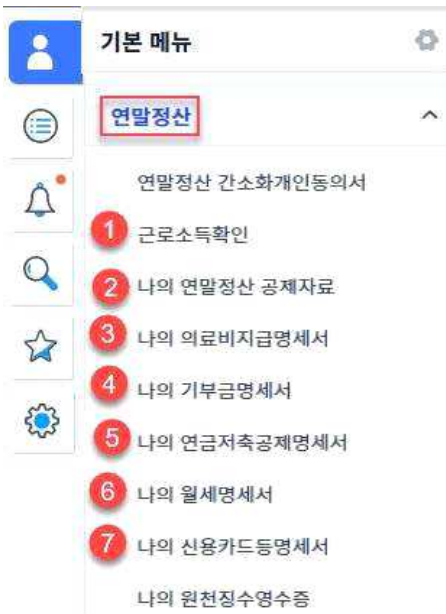 기본 메뉴
연말정산
연말정산 간소화개인동의서
1 근로소득확인
2 나의 연말정산 공제자료
3 나의 의료비지급명세서
4 나의 기부금명세서
5 나의 연금저축공제명세서
6 나의 월세명세서
7 나의 신용카드등명세서
나의 원천징수영수증